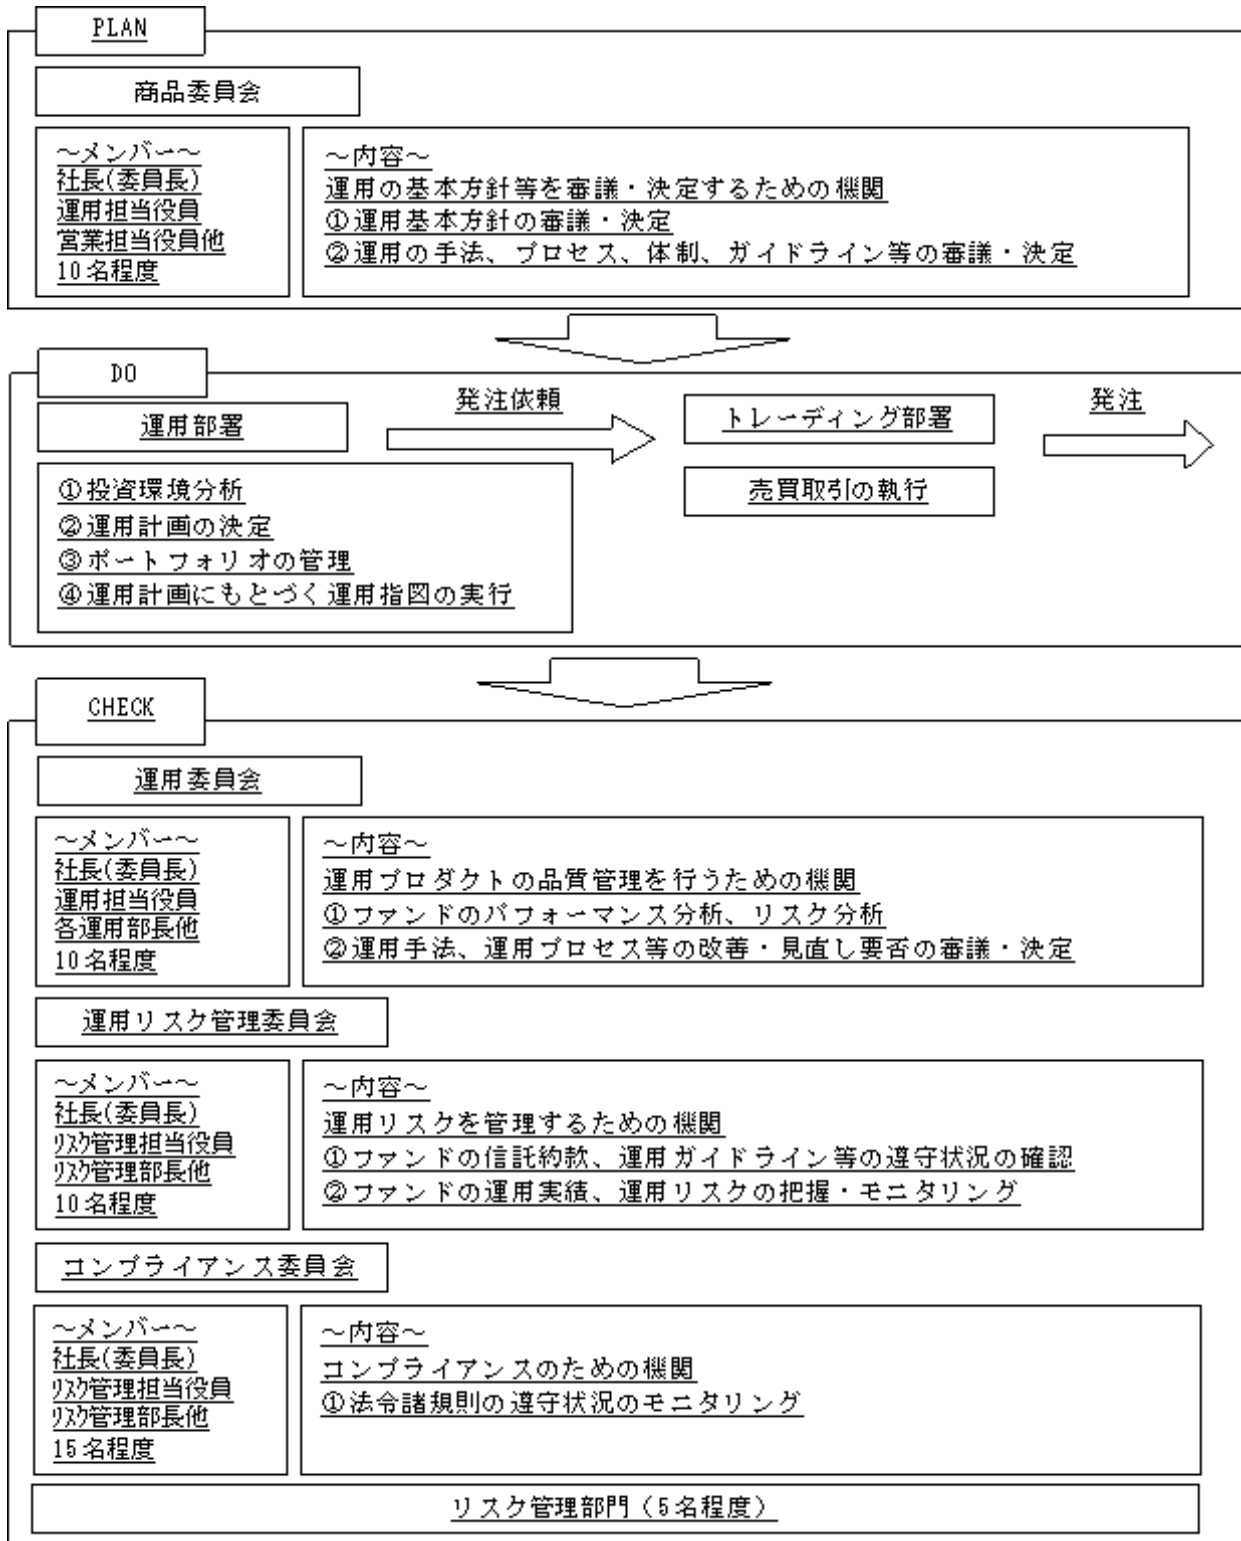 PLAN
商品委員会
～メンバー～
社長(委員長)
運用担当役員
営業担当役員他
10名程度
～内容～
運用の基本方針等を審議・決定するための機関
①運用基本方針の審議・決定
②運用の手法、プロセス、体制、ガイドライン等の審議・決定
DO
運用部署
発注依頼
トレーディング部署
発注
売買取引の執行
①投資環境分析
②運用計画の決定
③ポートフォリオの管理
④運用計画にもとづく運用指図の実行
CHECK
運用委員会
～メンバー～
社長(委員長)
運用担当役員
各運用部長他
10名程度
～内容～
運用プロダクトの品質管理を行うための機関
①ファンドのパフォーマンス分析、リスク分析
②運用手法、運用プロセス等の改善・見直し要否の審議・決定
運用リスク管理委員会
～メンバー～
社長(委員長)
ﾘｽｸ管理担当役員
ﾘｽｸ管理部長他
10名程度
～内容～
運用リスクを管理するための機関
①ファンドの信託約款、運用ガイドライン等の遵守状況の確認
②ファンドの運用実績、運用リスクの把握・モニタリング
コンプライアンス委員会
～メンバー～
社長(委員長)
ﾘｽｸ管理担当役員
ﾘｽｸ管理部長他
15名程度
～内容～
コンプライアンスのための機関
①法令諸規則の遵守状況のモニタリング
リスク管理部門（5名程度）